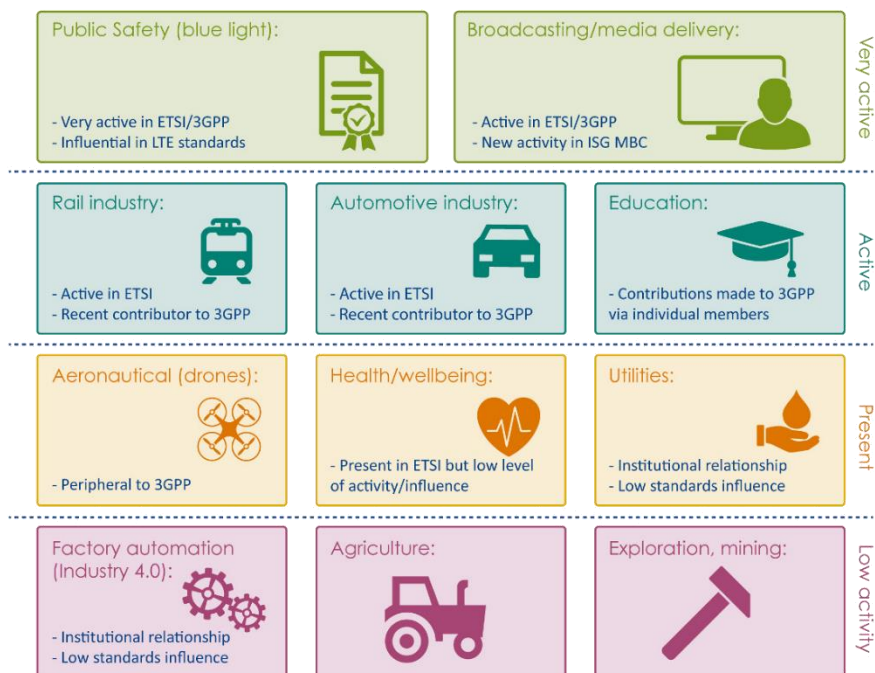 Public Safety (blue light):
- Very active in ETSI/3GPP
- Influential in LTE standards
Broadcasting/media delivery:
- Active in ETSI/3GPP
- New activity in ISG MBC
Very active
Rail industry:
- Active in ETSI
- Recent contributor to 3GPP
Automotive industry:
- Active in ETSI
- Recent contributor to 3GPP
Education:
- Contributions made to 3GPP
via individual members
Active
Aeronautical (drones):
- Peripheral to 3GPP
Health/wellbeing:
- Present in ETSI but low level
of activity/influence
Utilities:
- Institutional relationship
- Low standards influence
Present
Factory automation
(Industry 4.0):
- Institutional relationship
- Low standards influence
Agriculture:
Exploration, mining:
Low activity